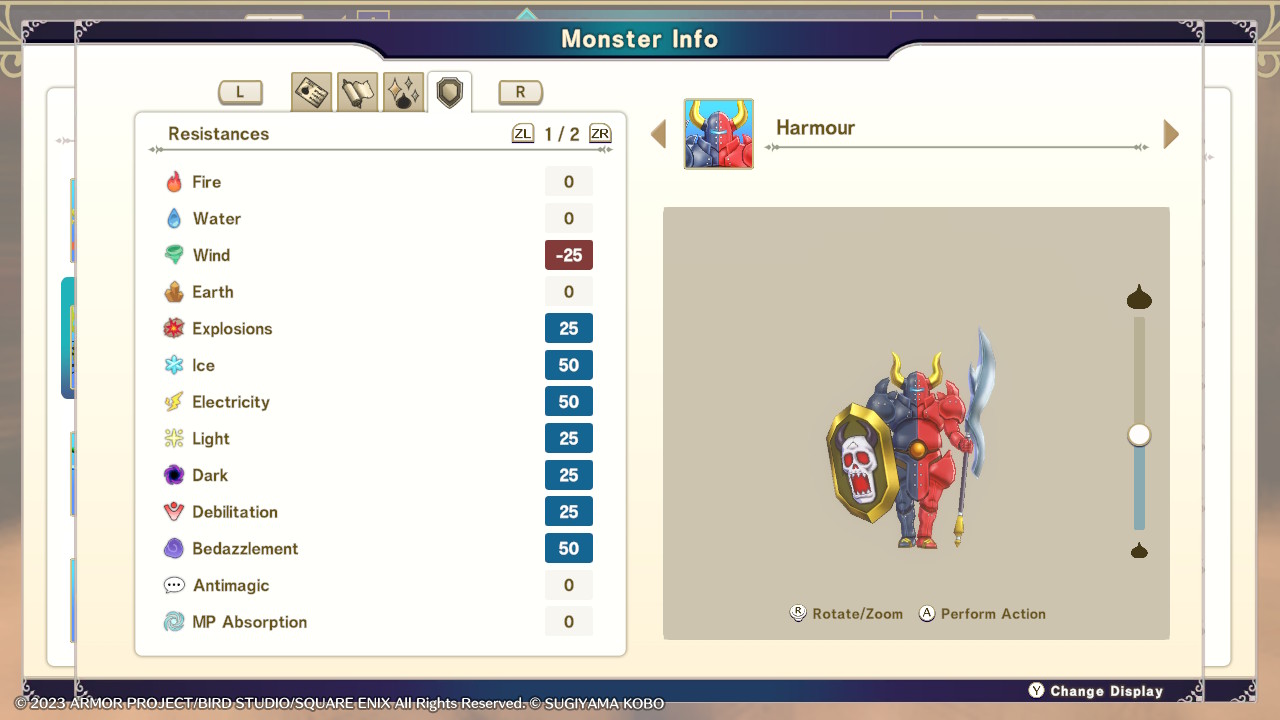 Monster Info
L
R
Resistances
ZL 1 / 2 ZR
Fire 0
Water 0
Wind -25
Earth 0
Explosions 25
Ice 50
Electricity 50
Light 25
Dark 25
Debilitation 25
Bedazzlement 50
Antimagic 0
MP Absorption 0
Harmour
R Rotate/Zoom A Perform Action
Y Change Display
© 2023 ARMOR PROJECT/BIRD STUDIO/SQUARE ENIX All Rights Reserved. © SUGIYAMA KOBO